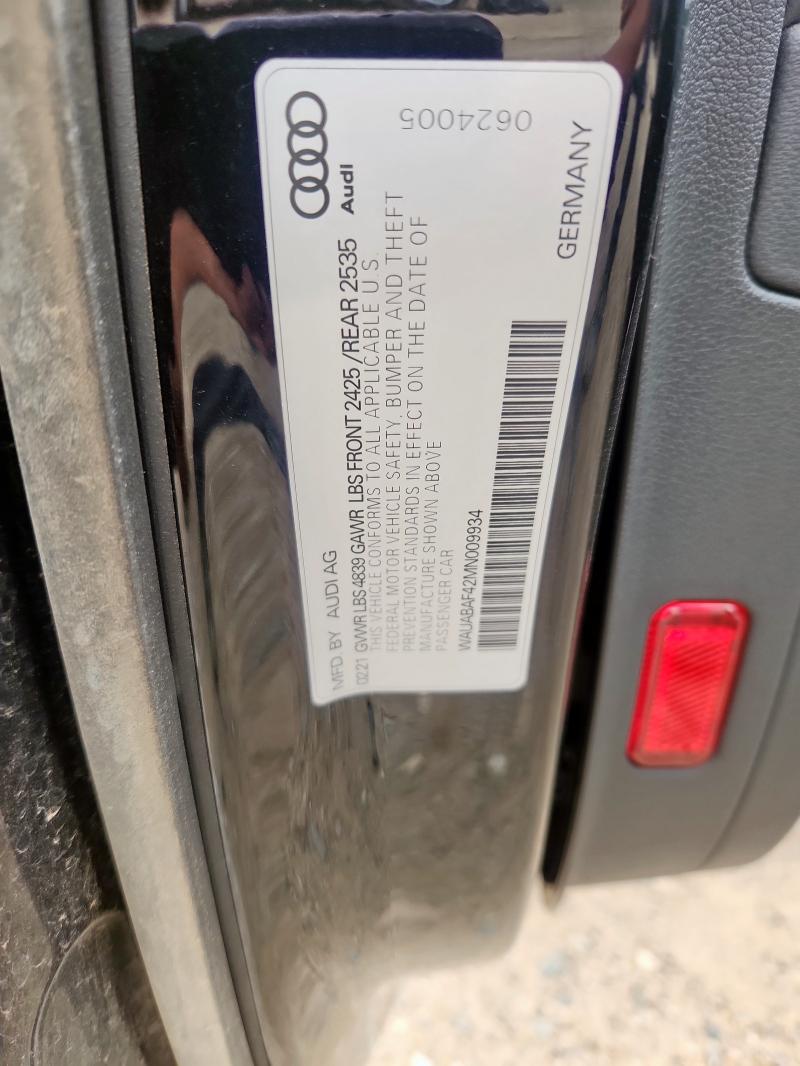 Audi
MFD. BY AUDI AG
02.21 GVWR LBS 4839 GAWR LBS FRONT 2425 /REAR 2535
THIS VEHICLE CONFORMS TO ALL APPLICABLE U.S.
FEDERAL MOTOR VEHICLE SAFETY, BUMPER AND THEFT
PREVENTION STANDARDS IN EFFECT ON THE DATE OF
MANUFACTURE SHOWN ABOVE
PASSENGER CAR
WAUABAF42MN009934
GERMANY
0624005